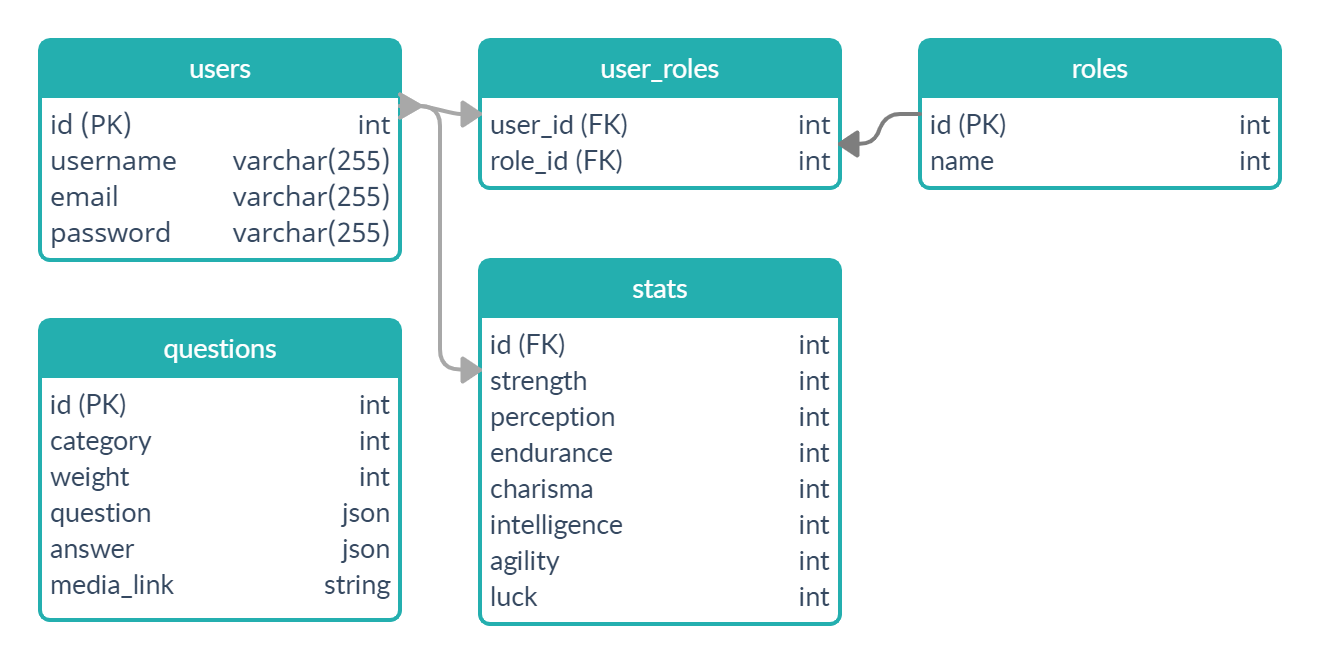 users
id (PK) int
username varchar(255)
email varchar(255)
password varchar(255)
user_roles
user_id (FK) int
role_id (FK) int
roles
id (PK) int
name int
questions
id (PK) int
category int
weight int
question json
answer json
media_link string
stats
id (FK) int
strength int
perception int
endurance int
charisma int
intelligence int
agility int
luck int